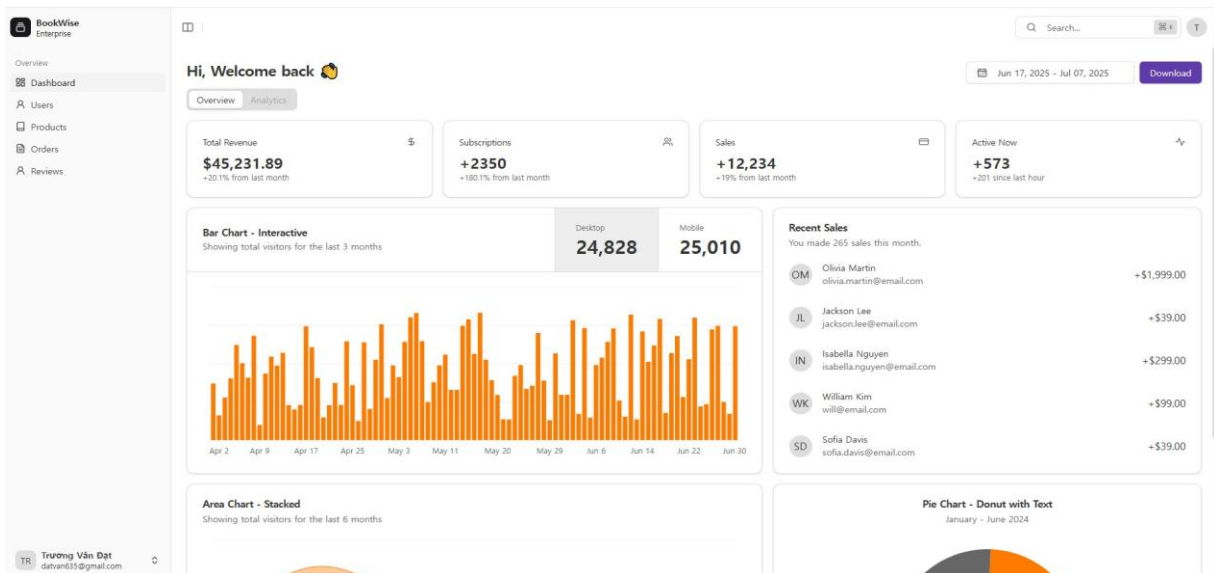 BookWise
Enterprise
Search...
⌘ K
T
Overview
Dashboard
Users
Products
Orders
Reviews
Hi, Welcome back 👏
Jun 17, 2025 - Jul 07, 2025
Download
Overview
Analytics
Total Revenue
$
$45,231.89
+20.1% from last month
Subscriptions
+2350
+180.1% from last month
Sales
+12,234
+19% from last month
Active Now
+573
+201 since last hour
Bar Chart - Interactive
Showing total visitors for the last 3 months
Desktop
24,828
Mobile
25,010
Apr 2 Apr 9 Apr 17 Apr 25 May 3 May 11 May 20 May 29 Jun 6 Jun 14 Jun 22 Jun 30
Recent Sales
You made 265 sales this month.
OM
Olivia Martin
olivia.martin@email.com
+$1,999.00
JL
Jackson Lee
jackson.lee@email.com
+$39.00
IN
Isabella Nguyen
isabella.nguyen@email.com
+$299.00
WK
William Kim
will@email.com
+$99.00
SD
Sofia Davis
sofia.davis@email.com
+$39.00
Area Chart - Stacked
Showing total visitors for the last 6 months
Pie Chart - Donut with Text
January - June 2024
TR
Trương Văn Đạt
datvan635@gmail.com